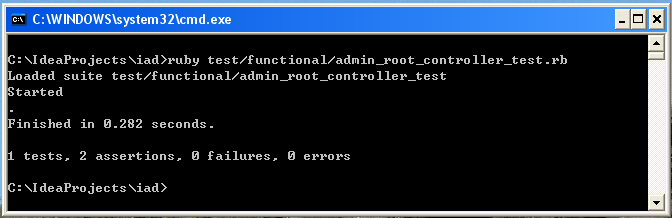 C:\WINDOWS\system32\cmd.exe
C:\IdeaProjects\iad>ruby test/functional/admin_root_controller_test.rb
Loaded suite test/functional/admin_root_controller_test
Started
.
Finished in 0.282 seconds.
1 tests, 2 assertions, 0 failures, 0 errors
C:\IdeaProjects\iad>